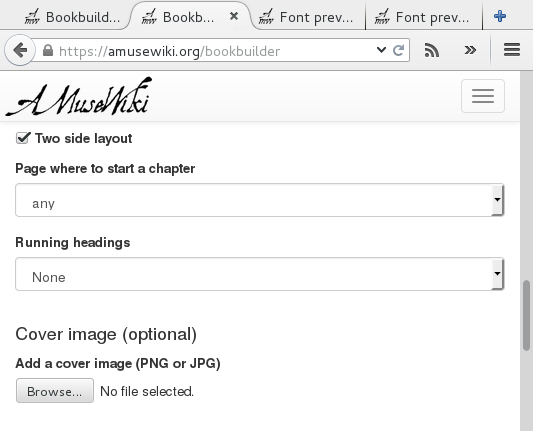 Bookbuild...
Bookb...
Font prev...
Font prev...
https://amusewiki.org/bookbuilder
A MuseWiki
Two side layout
Page where to start a chapter
any
Running headings
None
Cover image (optional)
Add a cover image (PNG or JPG)
Browse... No file selected.